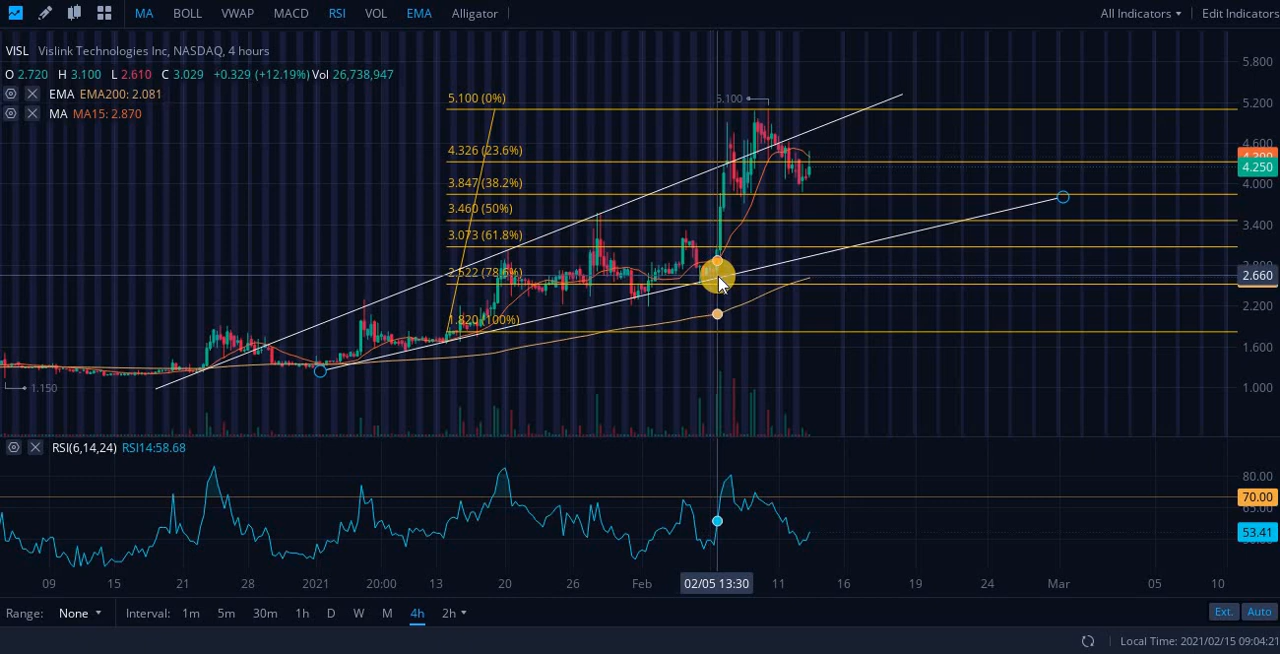 MA BOLL VWAP MACD RSI VOL EMA Alligator All Indicators Edit Indicators
VISL Vislink Technologies Inc, NASDAQ, 4 hours
O 2.720 H 3.100 L 2.610 C 3.029 +0.329 (+12.19%) Vol 26,738,947
EMA EMA200: 2.081
MA MA15: 2.870
5.100 (0%)
5.100
4.326 (23.6%)
3.847 (38.2%)
3.460 (50%)
3.073 (61.8%)
2.522 (78.6%)
1.820 (100%)
1.150
5.800
5.200
4.600
4.250
4.000
3.400
2.660
2.200
1.600
1.000
RSI(6,14,24) RSI14:58.68
80.00
70.00
53.41
09 15 21 28 2021 20:00 13 20 26 Feb 02/05 13:30 11 16 19 24 Mar 05 10
Range: None Interval: 1m 5m 30m 1h D W M 4h 2h Ext. Auto
Local Time: 2021/02/15 09:04:21